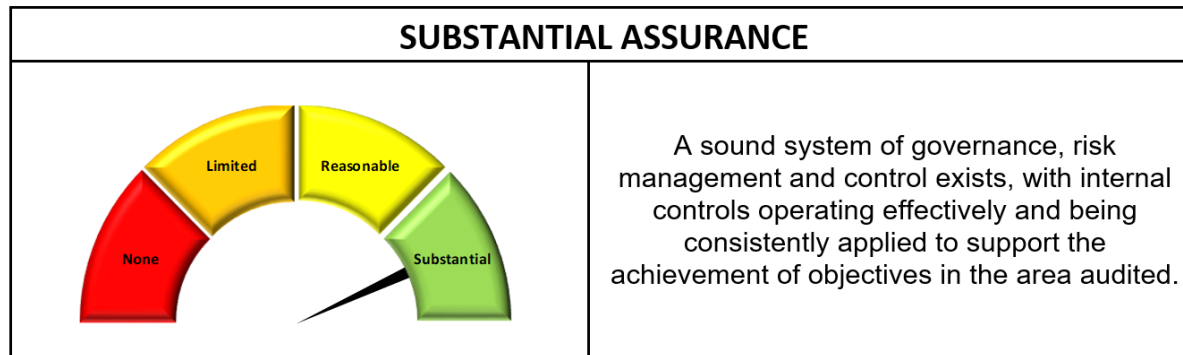 SUBSTANTIAL ASSURANCE
Limited
Reasonable
None
Substantial
A sound system of governance, risk
management and control exists, with internal
controls operating effectively and being
consistently applied to support the
achievement of objectives in the area audited.